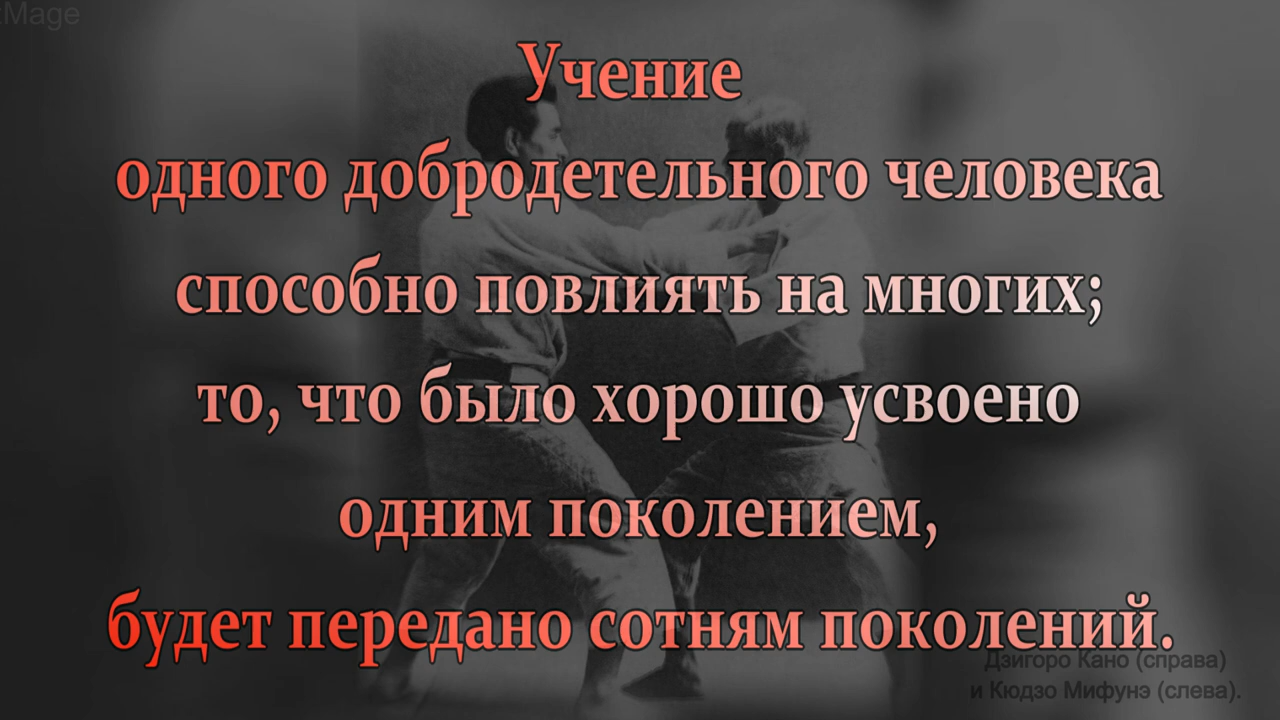 tMage
Учение
одного добродетельного человека
способно повлиять на многих;
то, что было хорошо усвоено
одним поколением,
будет передано сотням поколений.
Дзигоро Кано (справа)
и Кюдзо Мифунэ (слева).